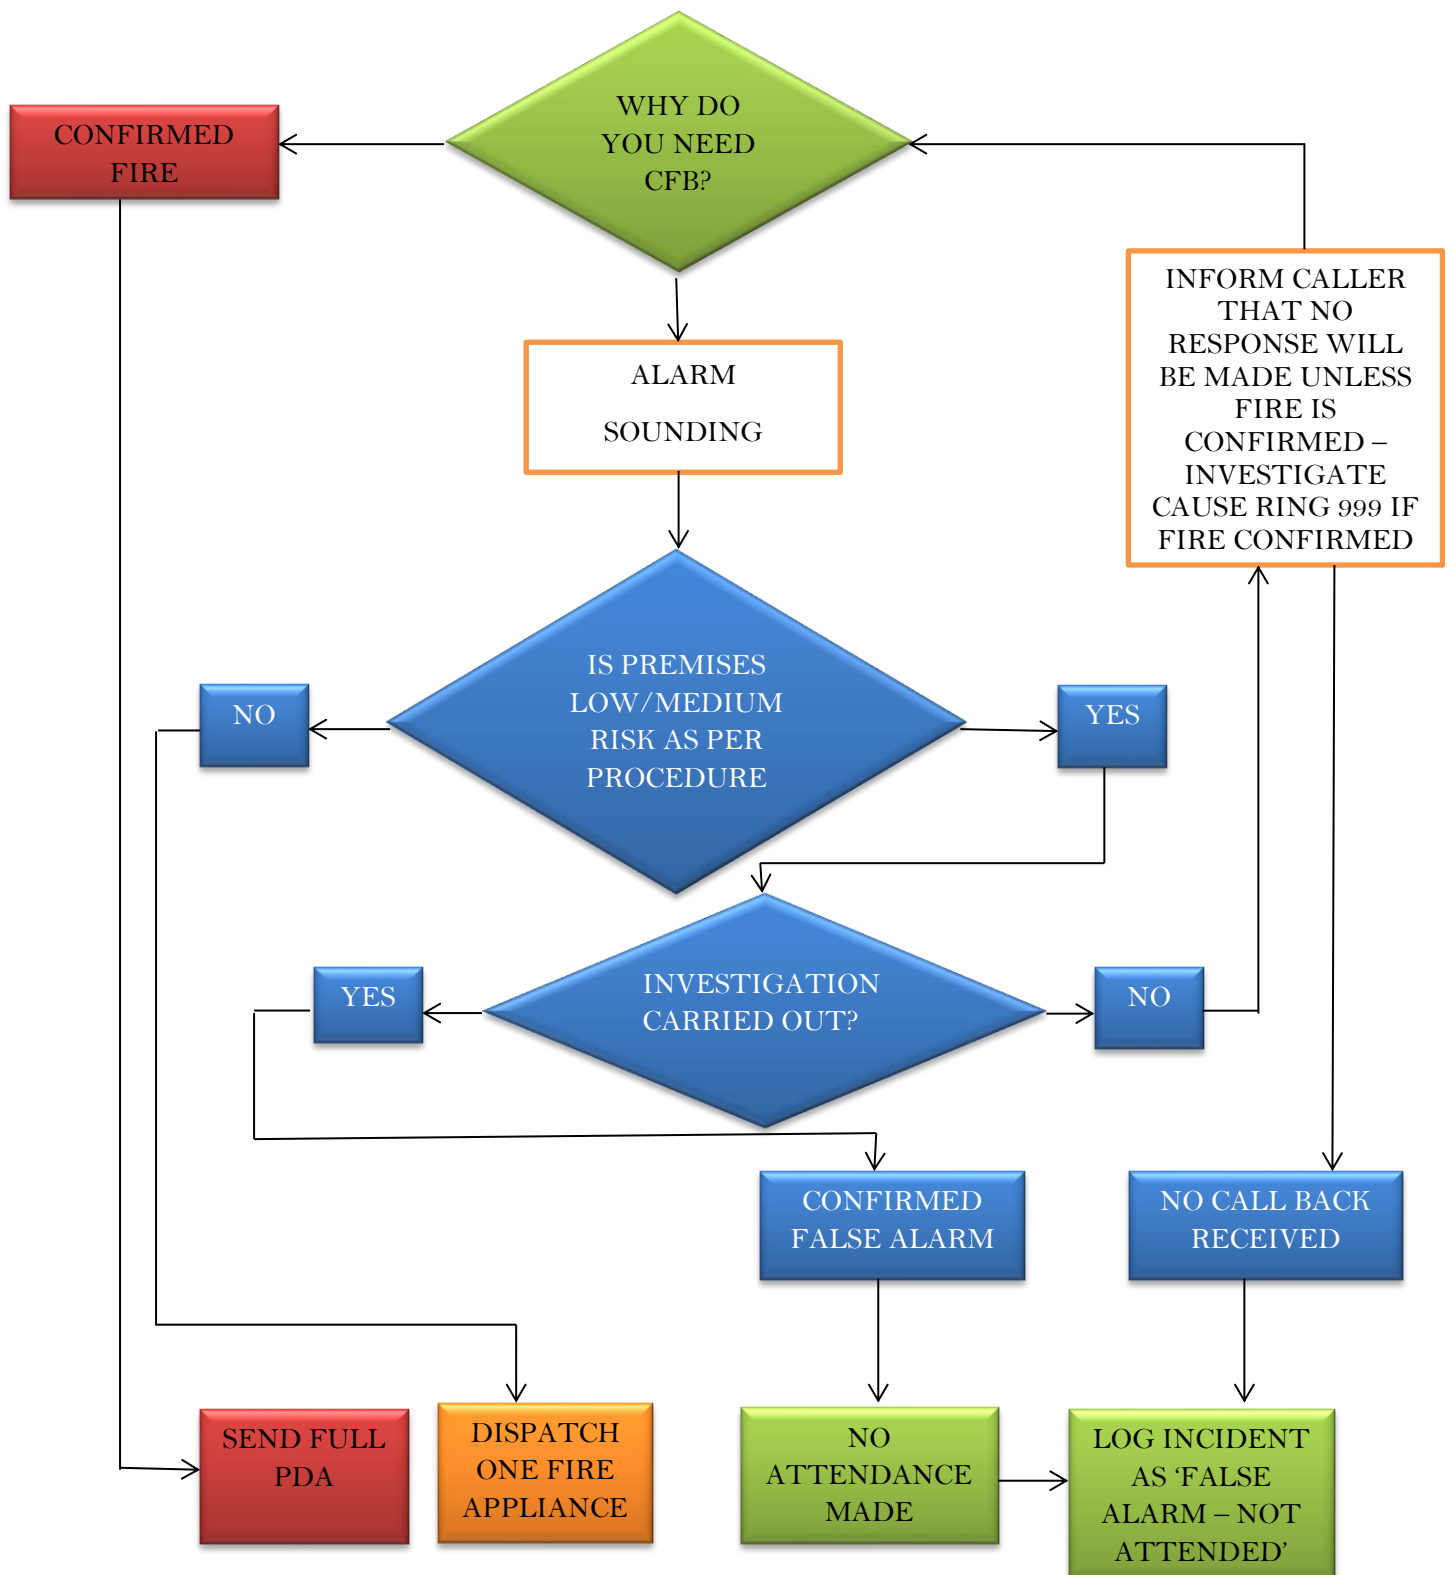 WHY DO
YOU NEED
CFB?
CONFIRMED
FIRE
INFORM CALLER
THAT NO
RESPONSE WILL
BE MADE UNLESS
FIRE IS
CONFIRMED –
INVESTIGATE
CAUSE RING 999 IF
FIRE CONFIRMED
ALARM
SOUNDING
IS PREMISES
LOW/MEDIUM
RISK AS PER
PROCEDURE
NO
YES
INVESTIGATION
CARRIED OUT?
YES
NO
CONFIRMED
FALSE ALARM
NO CALL BACK
RECEIVED
SEND FULL
PDA
DISPATCH
ONE FIRE
APPLIANCE
NO
ATTENDANCE
MADE
LOG INCIDENT
AS ‘FALSE
ALARM – NOT
ATTENDED’